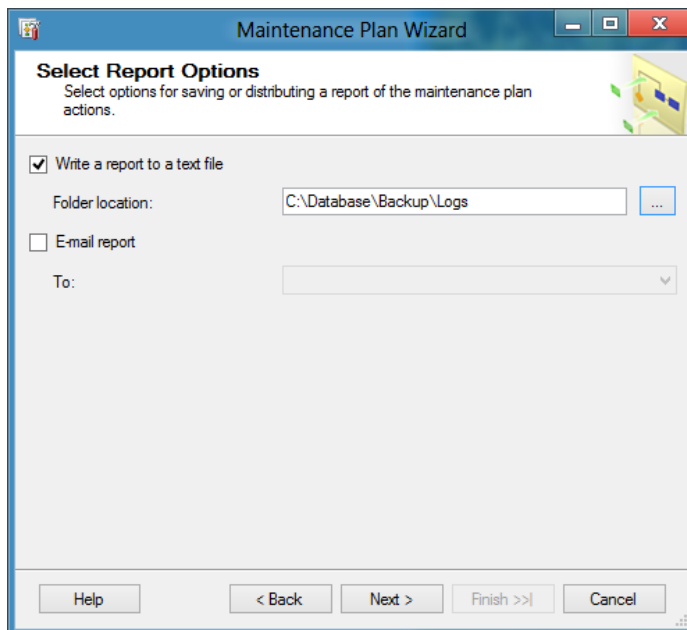 Maintenance Plan Wizard
Select Report Options
Select options for saving or distributing a report of the maintenance plan
actions.
Write a report to a text file
Folder location:
C:\Database\Backup\Logs
...
E-mail report
To:
Help
< Back
Next >
Finish >>|
Cancel